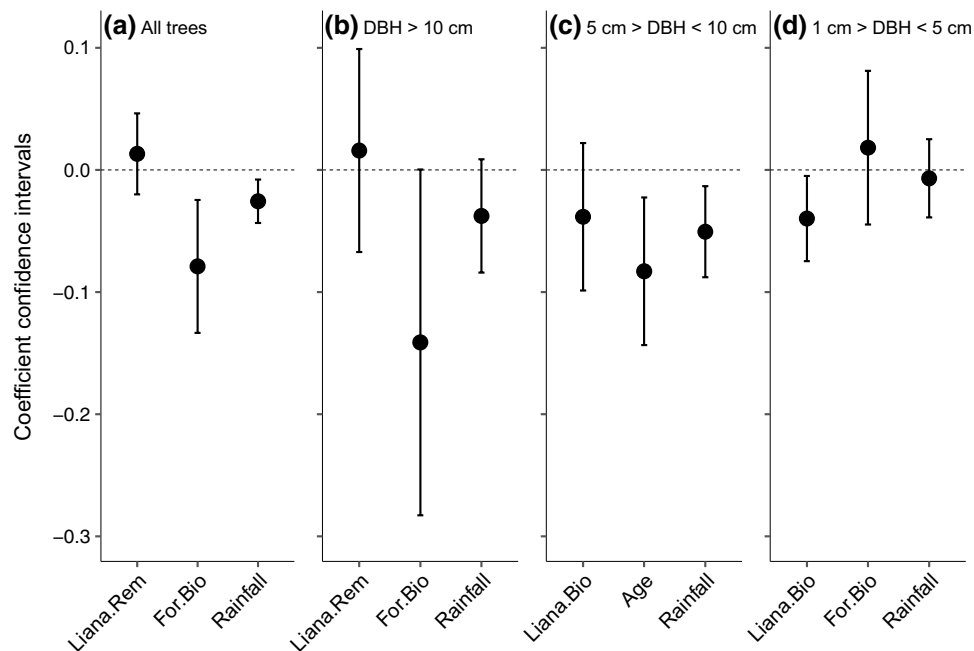 (a) All trees
(b) DBH > 10 cm
(c) 5 cm > DBH < 10 cm
(d) 1 cm > DBH < 5 cm
Coefficient confidence intervals
0.1
0.0
−0.1
−0.2
−0.3
Liana.Rem
For.Bio
Rainfall
Liana.Rem
For.Bio
Rainfall
Liana.Bio
Age
Rainfall
Liana.Bio
For.Bio
Rainfall